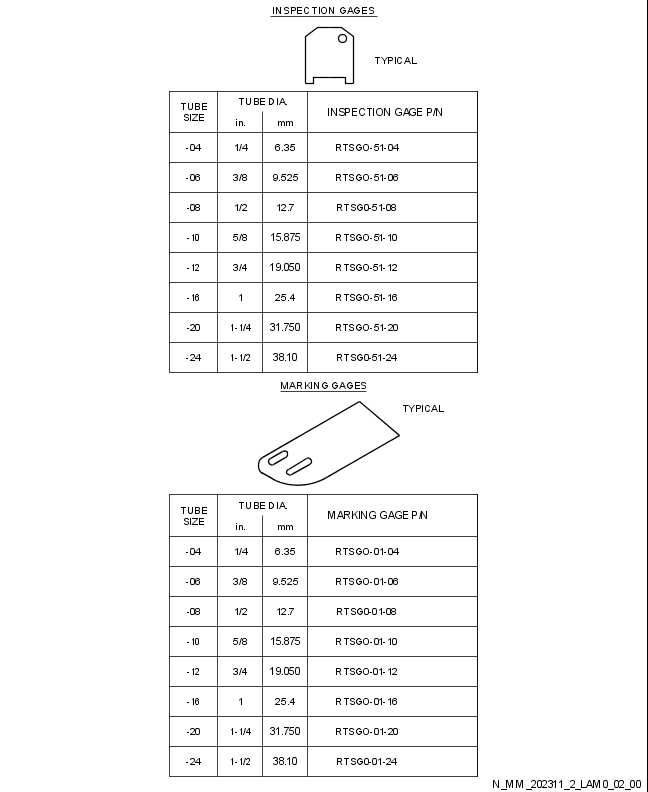 INSPECTION GAGES
TYPICAL
TUBE SIZE TUBE DIA. INSPECTION GAGE P/N
in. mm
-04 1/4 6.35 RTSGO-51-04
-06 3/8 9.525 RTSGO-51-06
-08 1/2 12.7 RTSG0-51-08
-10 5/8 15.875 RTSGO-51-10
-12 3/4 19.050 RTSGO-51-12
-16 1 25.4 RTSGO-51-16
-20 1-1/4 31.750 RTSGO-51-20
-24 1-1/2 38.10 RTSG0-51-24
MARKING GAGES
TYPICAL
TUBE SIZE TUBE DIA. MARKING GAGE P/N
in. mm
-04 1/4 6.35 RTSGO-01-04
-06 3/8 9.525 RTSGO-01-06
-08 1/2 12.7 RTSG0-01-08
-10 5/8 15.875 RTSGO-01-10
-12 3/4 19.050 RTSGO-01-12
-16 1 25.4 RTSGO-01-16
-20 1-1/4 31.750 RTSGO-01-20
-24 1-1/2 38.10 RTSG0-01-24
N_MM_202311_2_LAM0_02_00